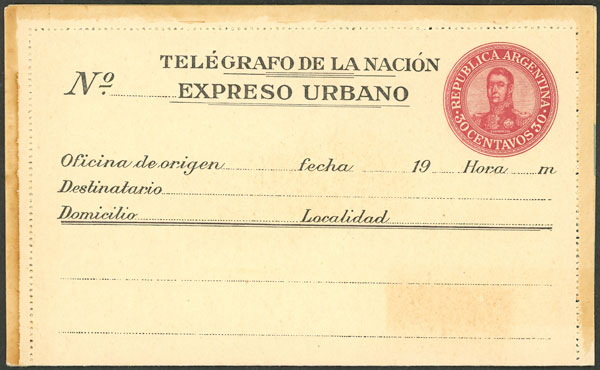 TELÉGRAFO DE LA NACIÓN
Nº
EXPRESO URBANO
REPUBLICA ARGENTINA
30 CENTAVOS 30
Oficina de origen fecha 19 Hora m
Destinatario
Domicilio Localidad